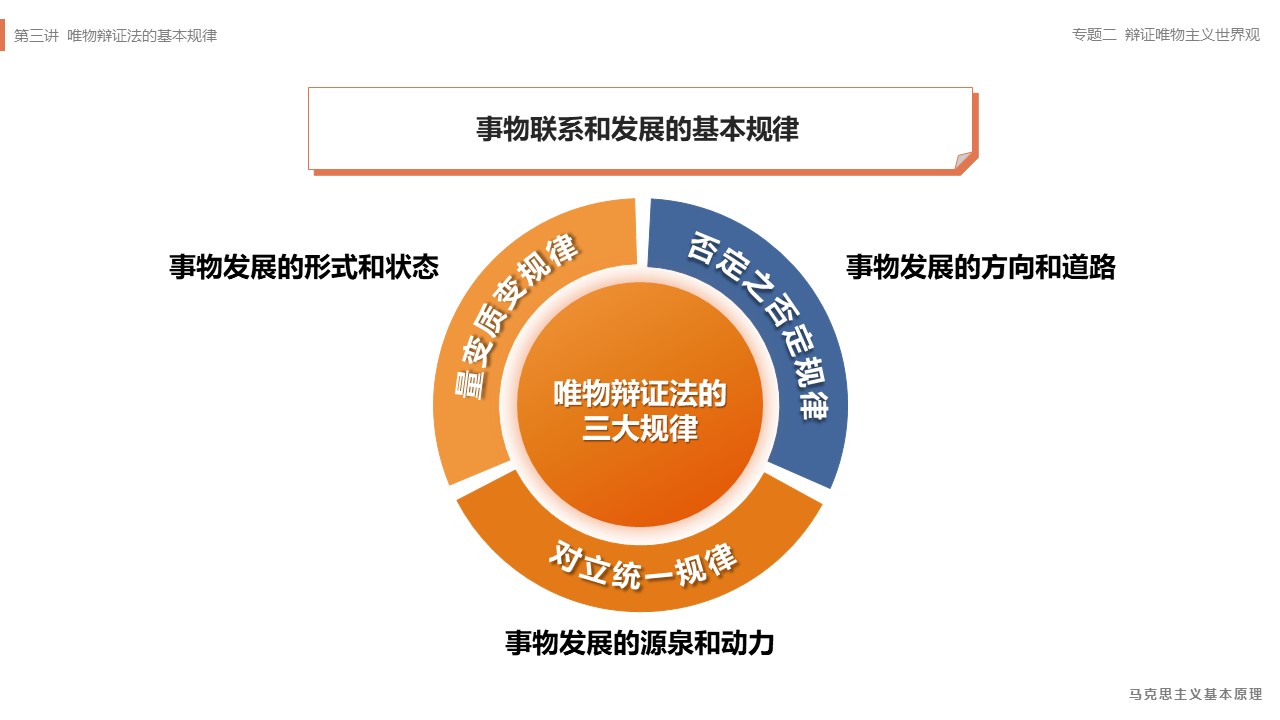 第三讲 唯物辩证法的基本规律
专题二 辩证唯物主义世界观
事物联系和发展的基本规律
事物发展的形式和状态
量变质变规律
否定之否定规律
事物发展的方向和道路
唯物辩证法的
三大规律
对立统一规律
事物发展的源泉和动力
马克思主义基本原理